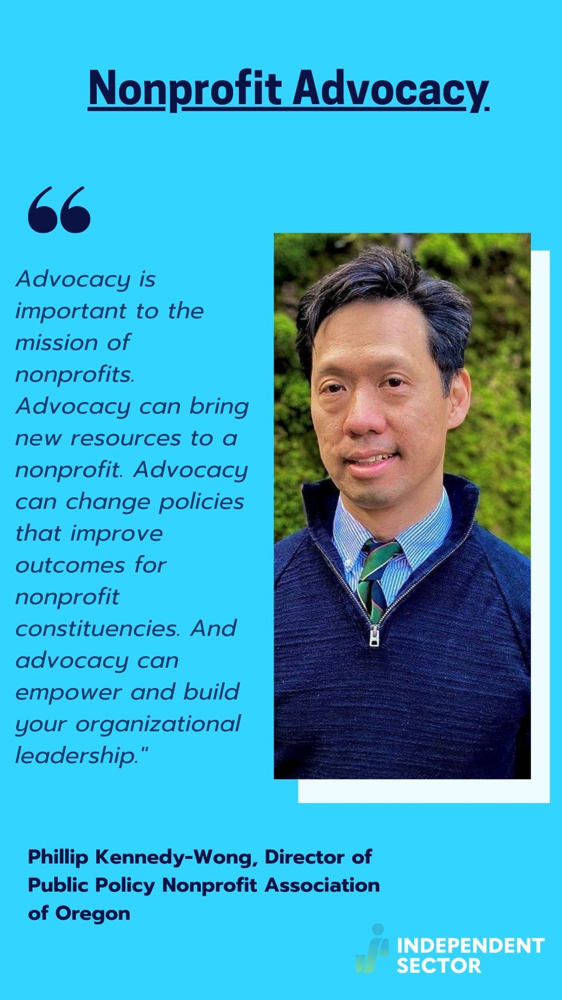 Nonprofit Advocacy
“
Advocacy is
important to the
mission of
nonprofits.
Advocacy can bring
new resources to a
nonprofit. Advocacy
can change policies
that improve
outcomes for
nonprofit
constituencies. And
advocacy can
empower and build
your organizational
leadership."
Phillip Kennedy-Wong, Director of
Public Policy Nonprofit Association
of Oregon
INDEPENDENT
SECTOR